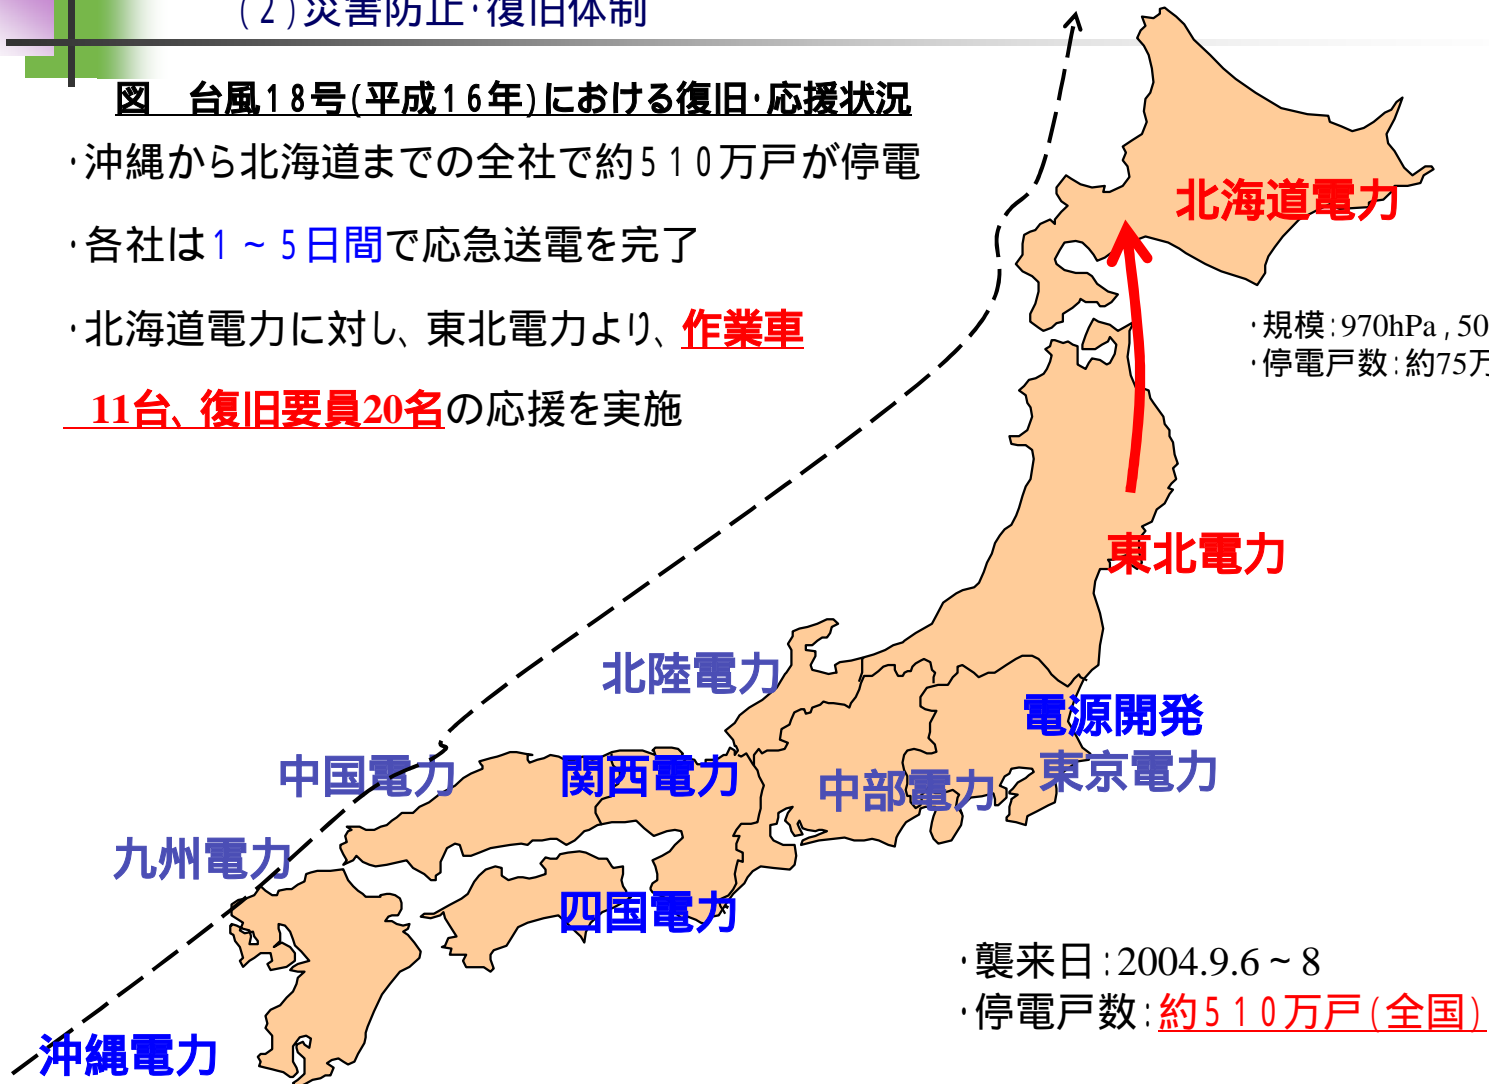 (2)災害防止・復旧体制
図　台風18号(平成16年)における復旧・応援状況
・沖縄から北海道までの全社で約510万戸が停電
・各社は1~5日間で応急送電を完了
・北海道電力に対し、東北電力より、作業車
11台、復旧要員20名の応援を実施
北海道電力
・規模:970hPa,50
・停電戸数:約75万
東北電力
北陸電力
電源開発
中国電力
関西電力
中部電力
東京電力
九州電力
四国電力
・襲来日:2004.9.6~8
・停電戸数:約510万戸(全国)
沖縄電力